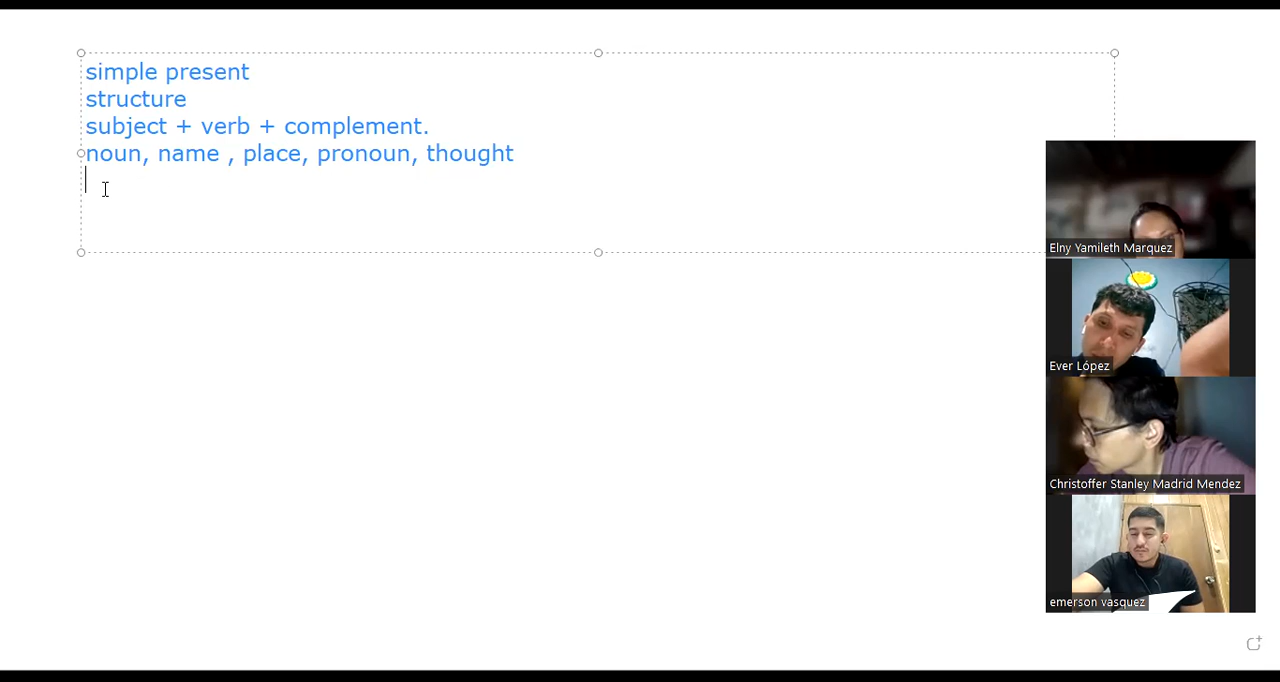 simple present
structure
subject + verb + complement.
noun, name , place, pronoun, thought
Elny Yamileth Marquez
Ever López
Christoffer Stanley Madrid Mendez
emerson vasquez